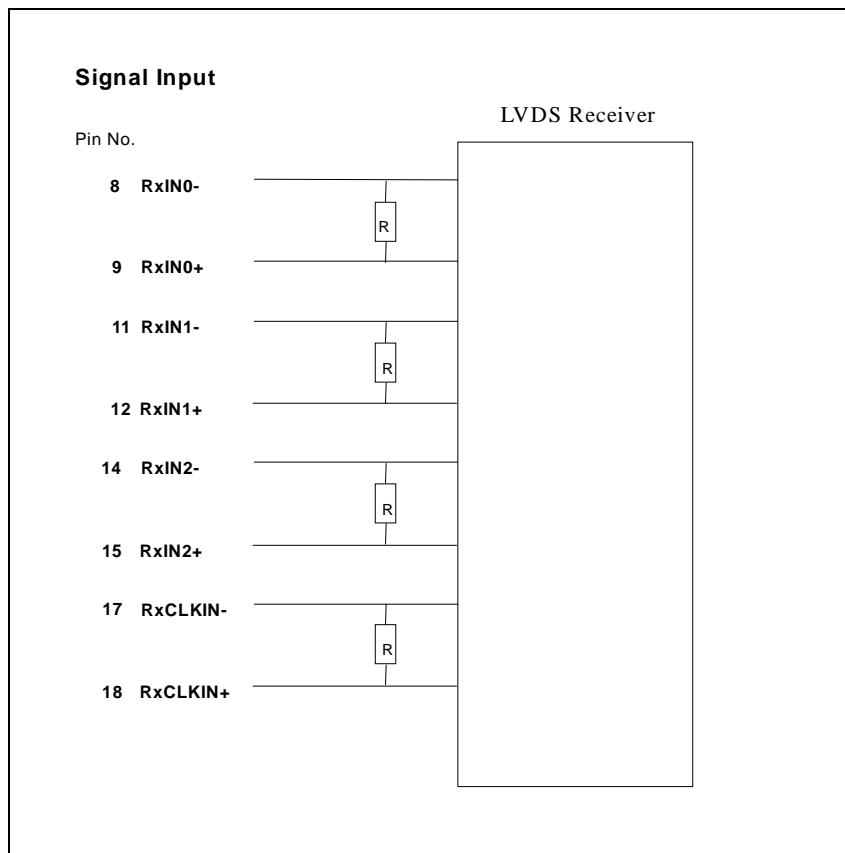 Signal Input
LVDS Receiver
Pin No.
8 RxIN0-
R
9 RxIN0+
11 RxIN1-
R
12 RxIN1+
14 RxIN2-
R
15 RxIN2+
17 RxCLKIN-
R
18 RxCLKIN+